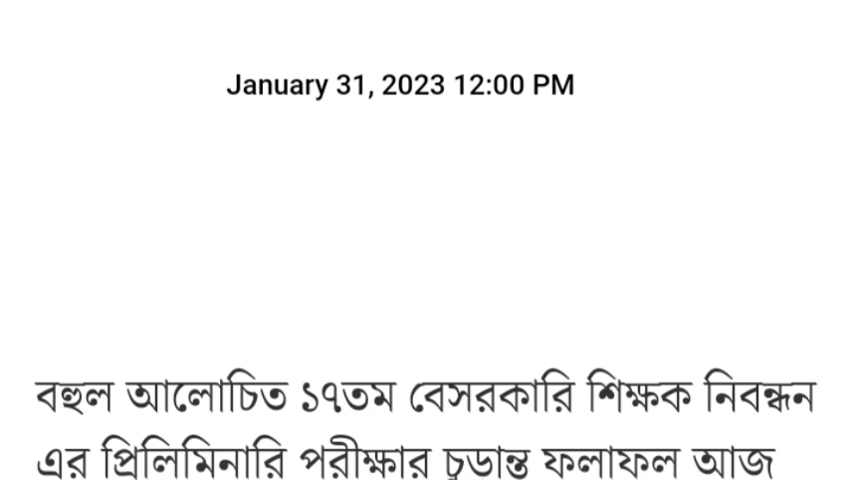 January 31, 2023 12:00 PM
বহুল আলোচিত ১৭তম বেসরকারি শিক্ষক নিবন্ধন
এর প্রিলিমিনারি পরীক্ষার চুডান্ত ফলাফল আজ